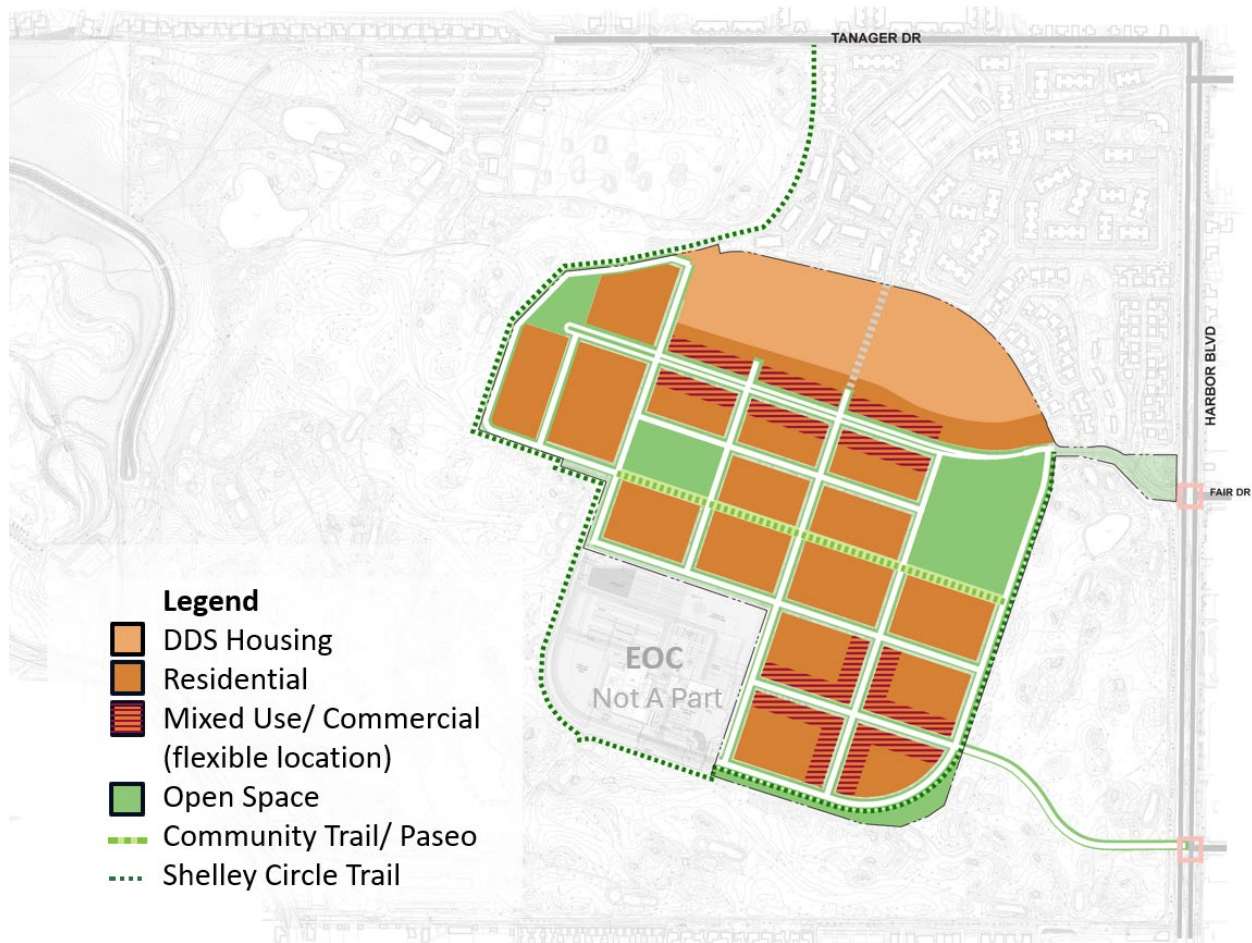 TANAGER DR
HARBOR BLVD
FAIR DR
EOC
Not A Part
Legend
DDS Housing
Residential
Mixed Use/ Commercial
(flexible location)
Open Space
Community Trail/ Paseo
Shelley Circle Trail